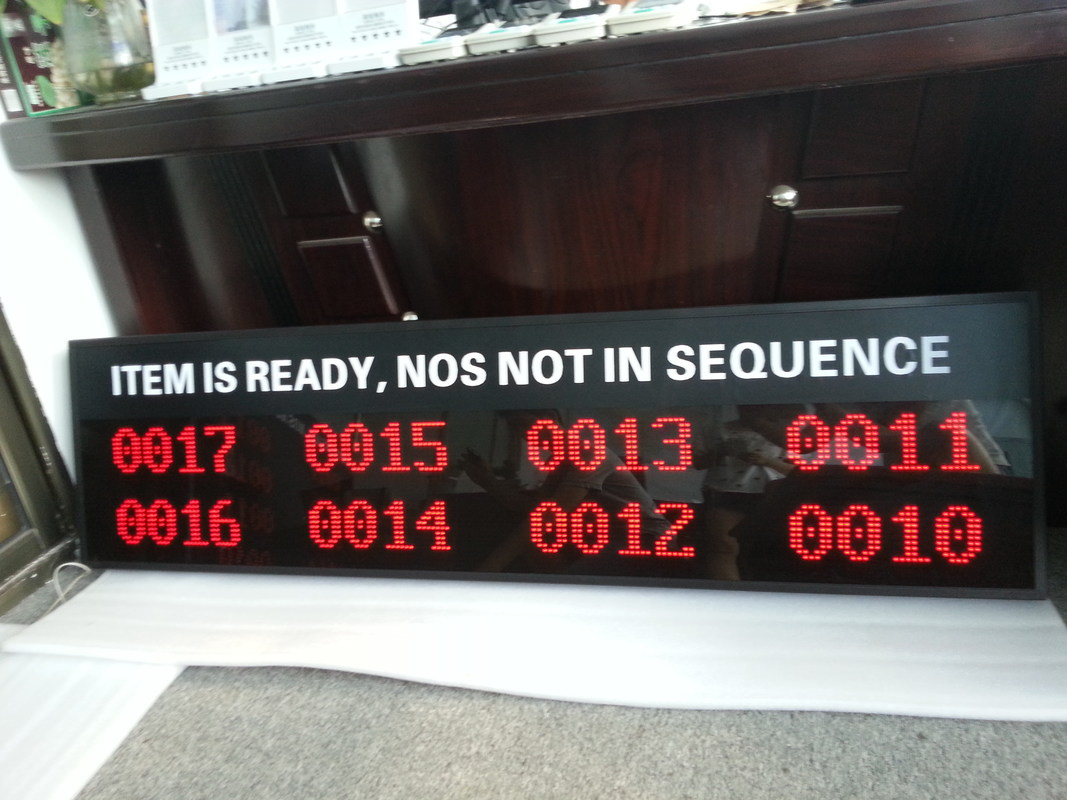 ITEM IS READY, NOS NOT IN SEQUENCE
0017 0015 0013 0011
0016 0014 0012 0010